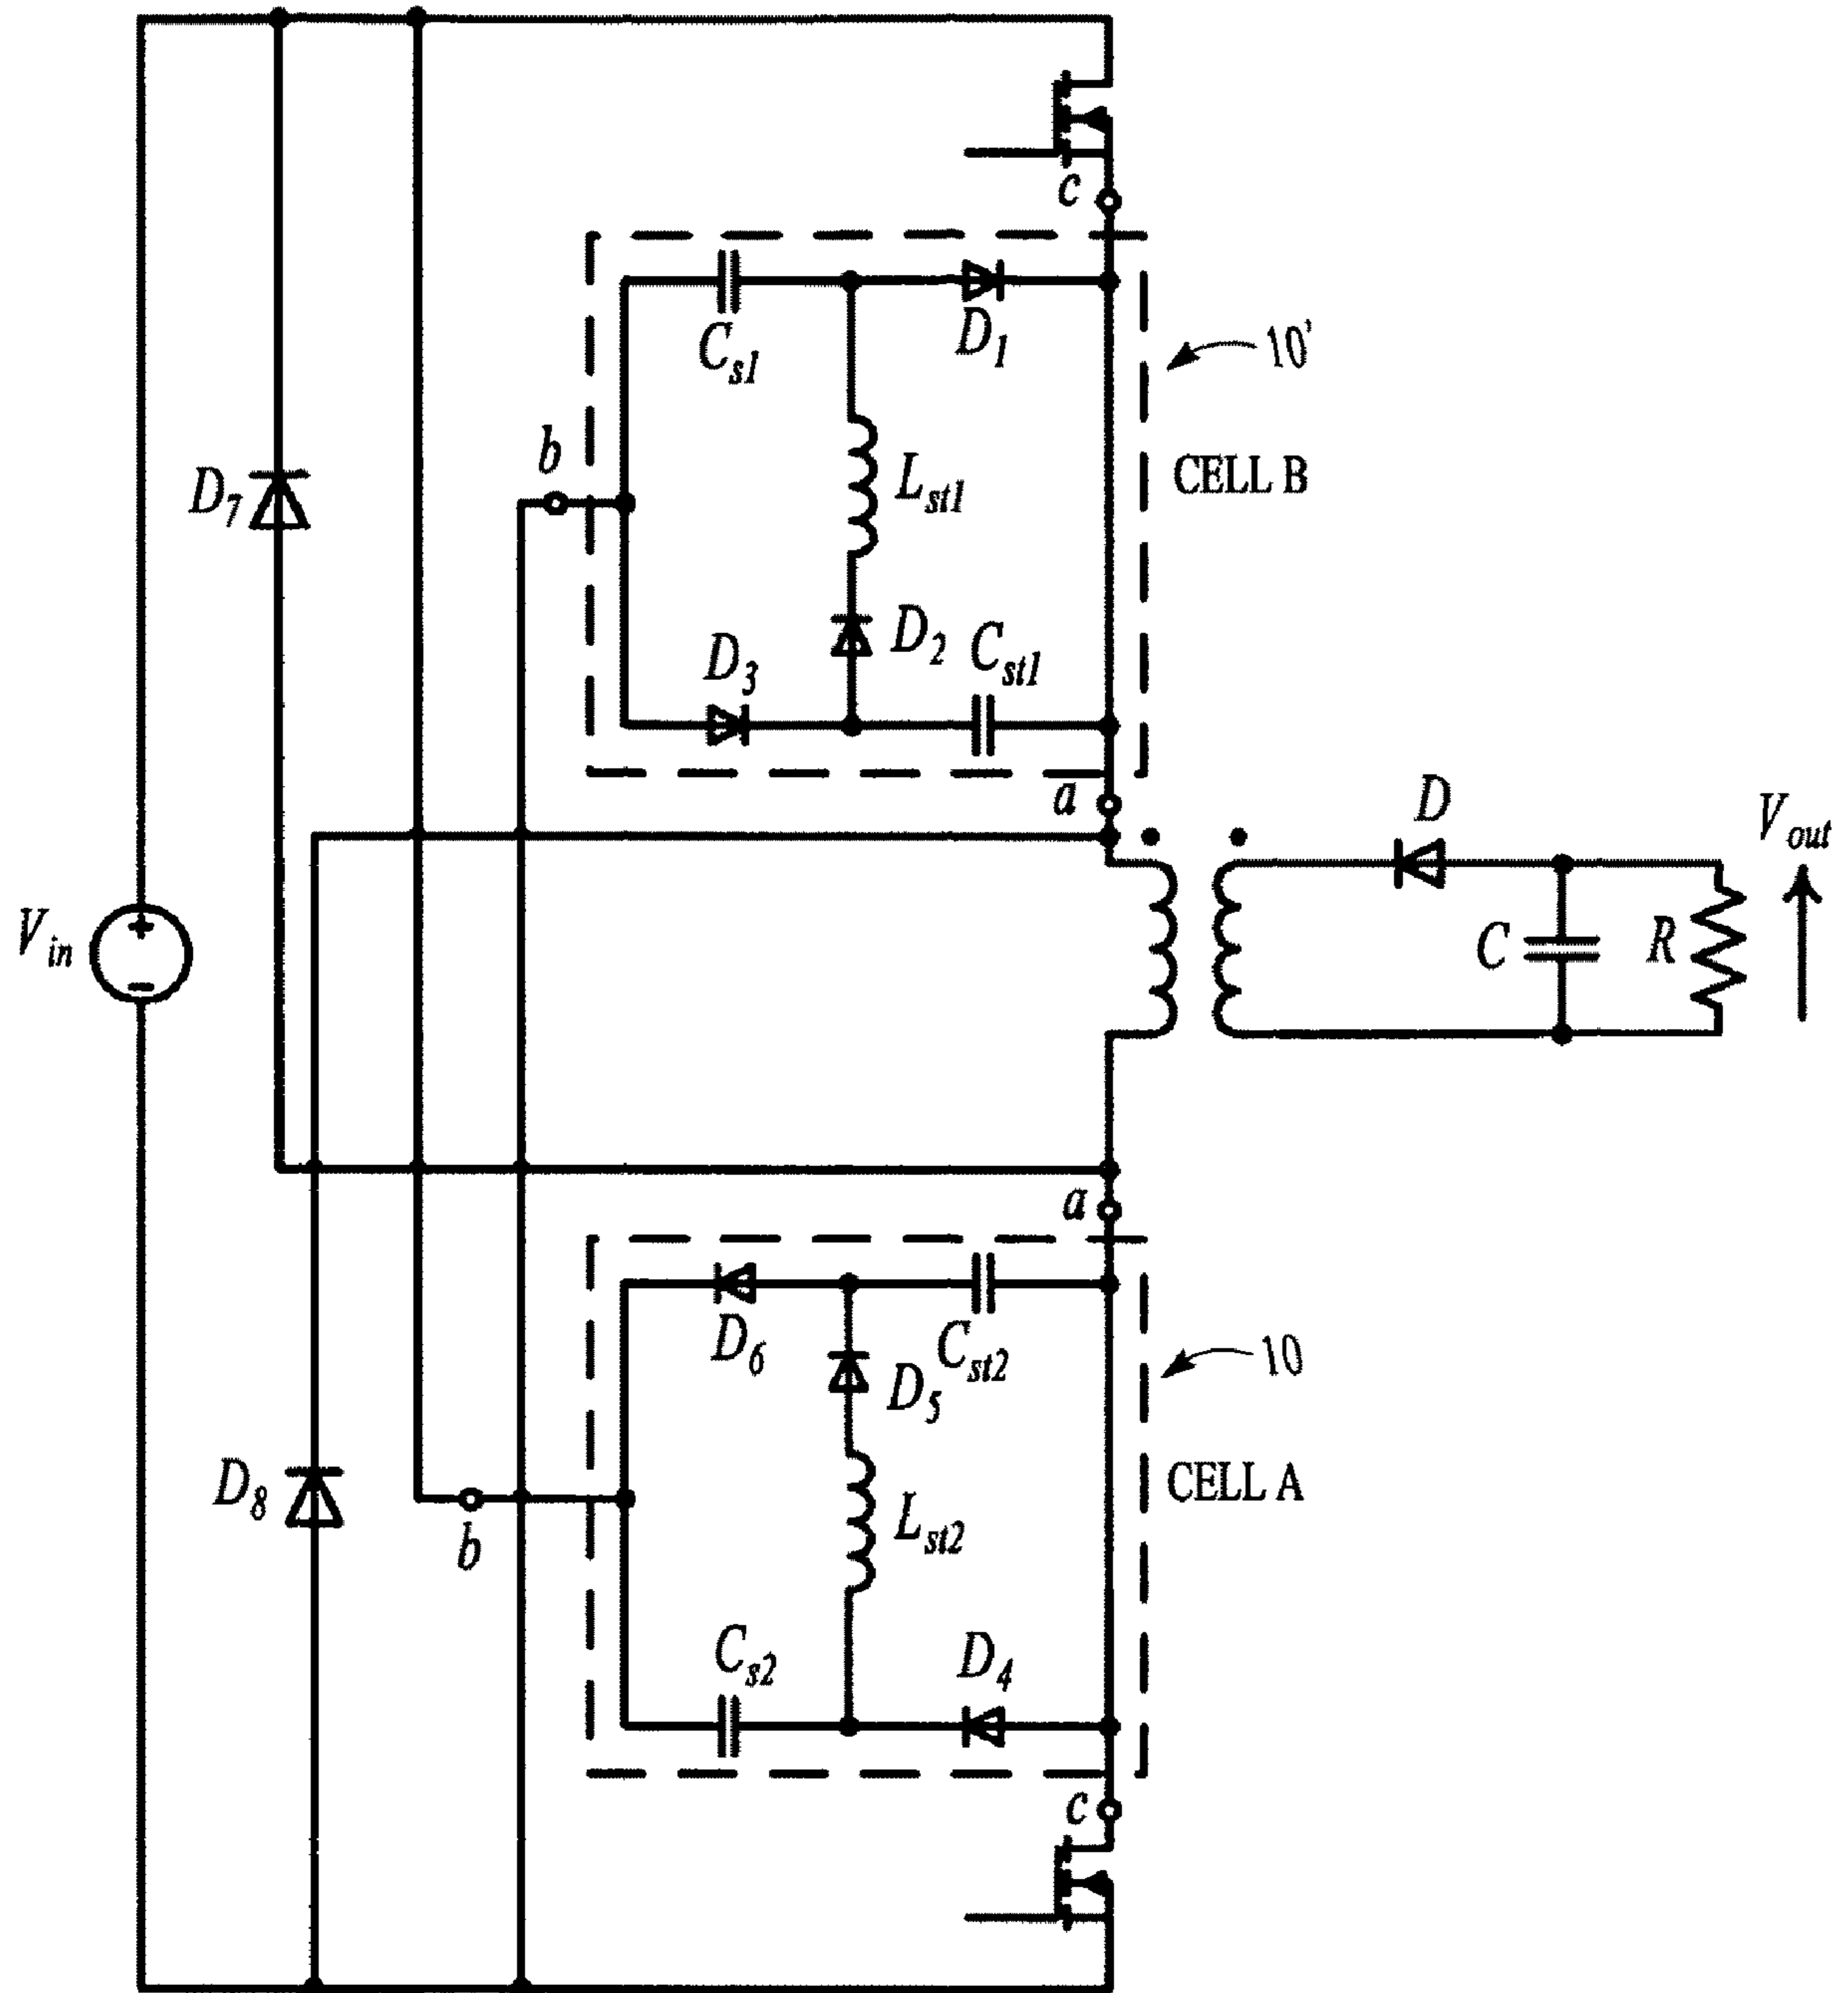 c
C_s1
D_1
10'
b
L_st1
CELL B
D_7
D_2
C_st1
D_3
a
D
V_out
V_in
+
-
C
R
a
D_6
C_st2
10
D_5
D_8
CELL A
L_st2
b
C_s2
D_4
c